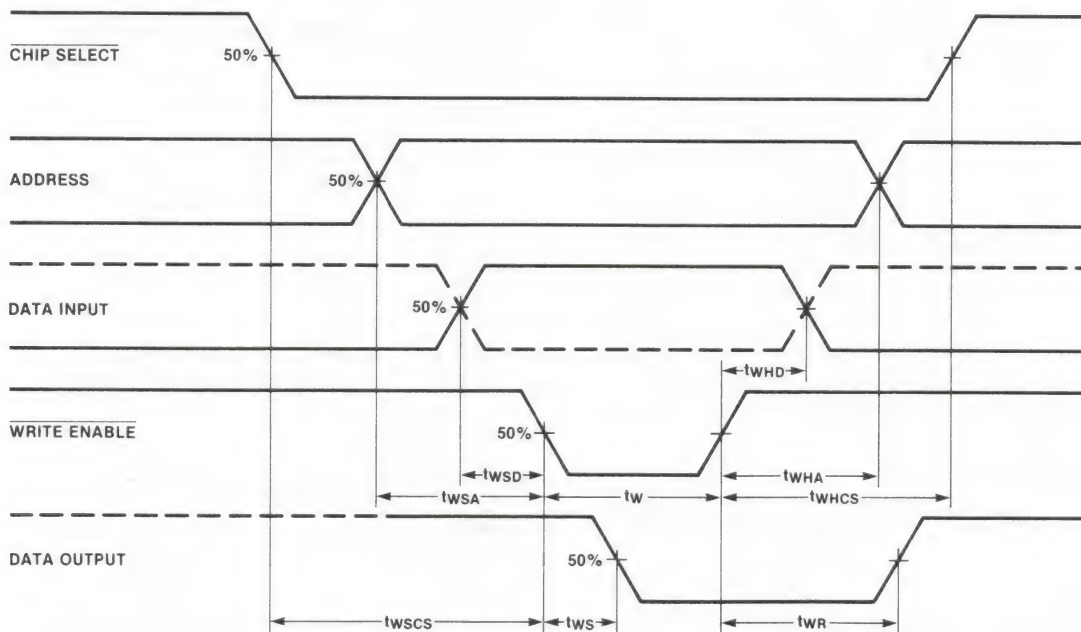 CHIP SELECT 50%
ADDRESS 50%
DATA INPUT 50%
tWHD
WRITE ENABLE 50%
tWSD tWHA
tWSA tW tWHCS
DATA OUTPUT 50%
tWSCS tWS tWR